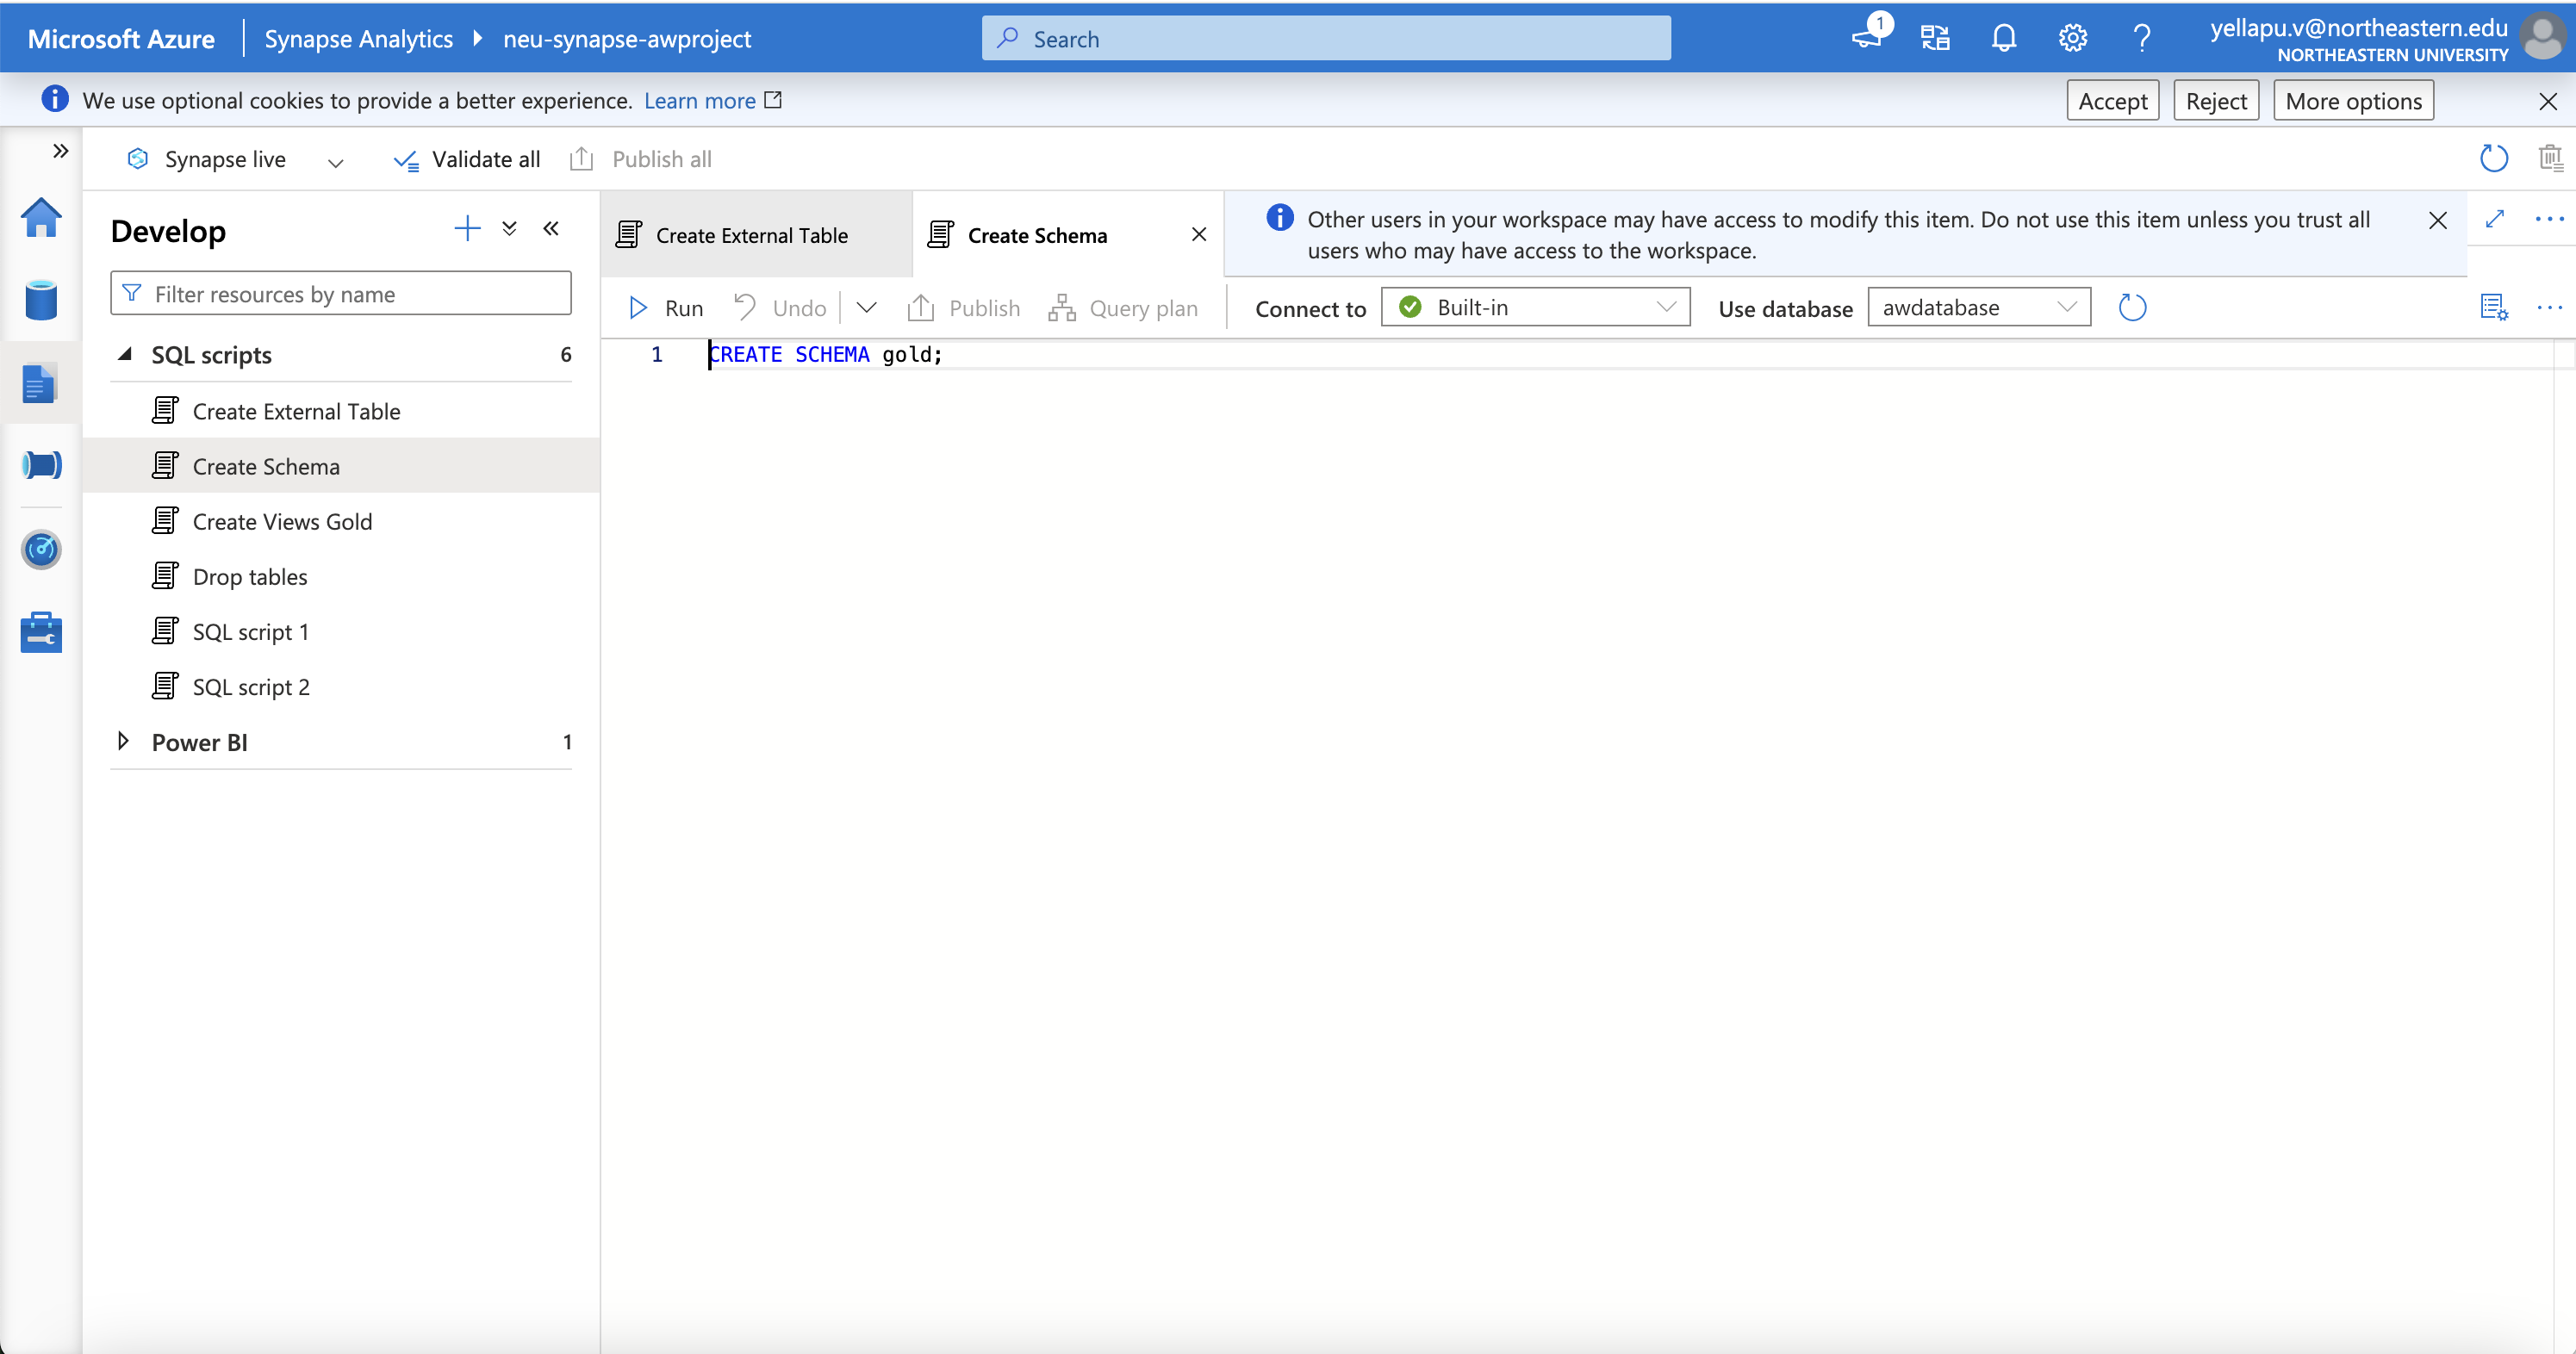 Microsoft Azure
Synapse Analytics
neu-synapse-awproject
Search
1
yellapu.v@northeastern.edu
NORTHEASTERN UNIVERSITY
We use optional cookies to provide a better experience. Learn more
Accept
Reject
More options
Synapse live
Validate all
Publish all
Develop
Filter resources by name
SQL scripts 6
Create External Table
Create Schema
Create Views Gold
Drop tables
SQL script 1
SQL script 2
Power BI 1
Create External Table
Create Schema
Other users in your workspace may have access to modify this item. Do not use this item unless you trust all
users who may have access to the workspace.
Run
Undo
Publish
Query plan
Connect to
Built-in
Use database
awdatabase
1 CREATE SCHEMA gold;